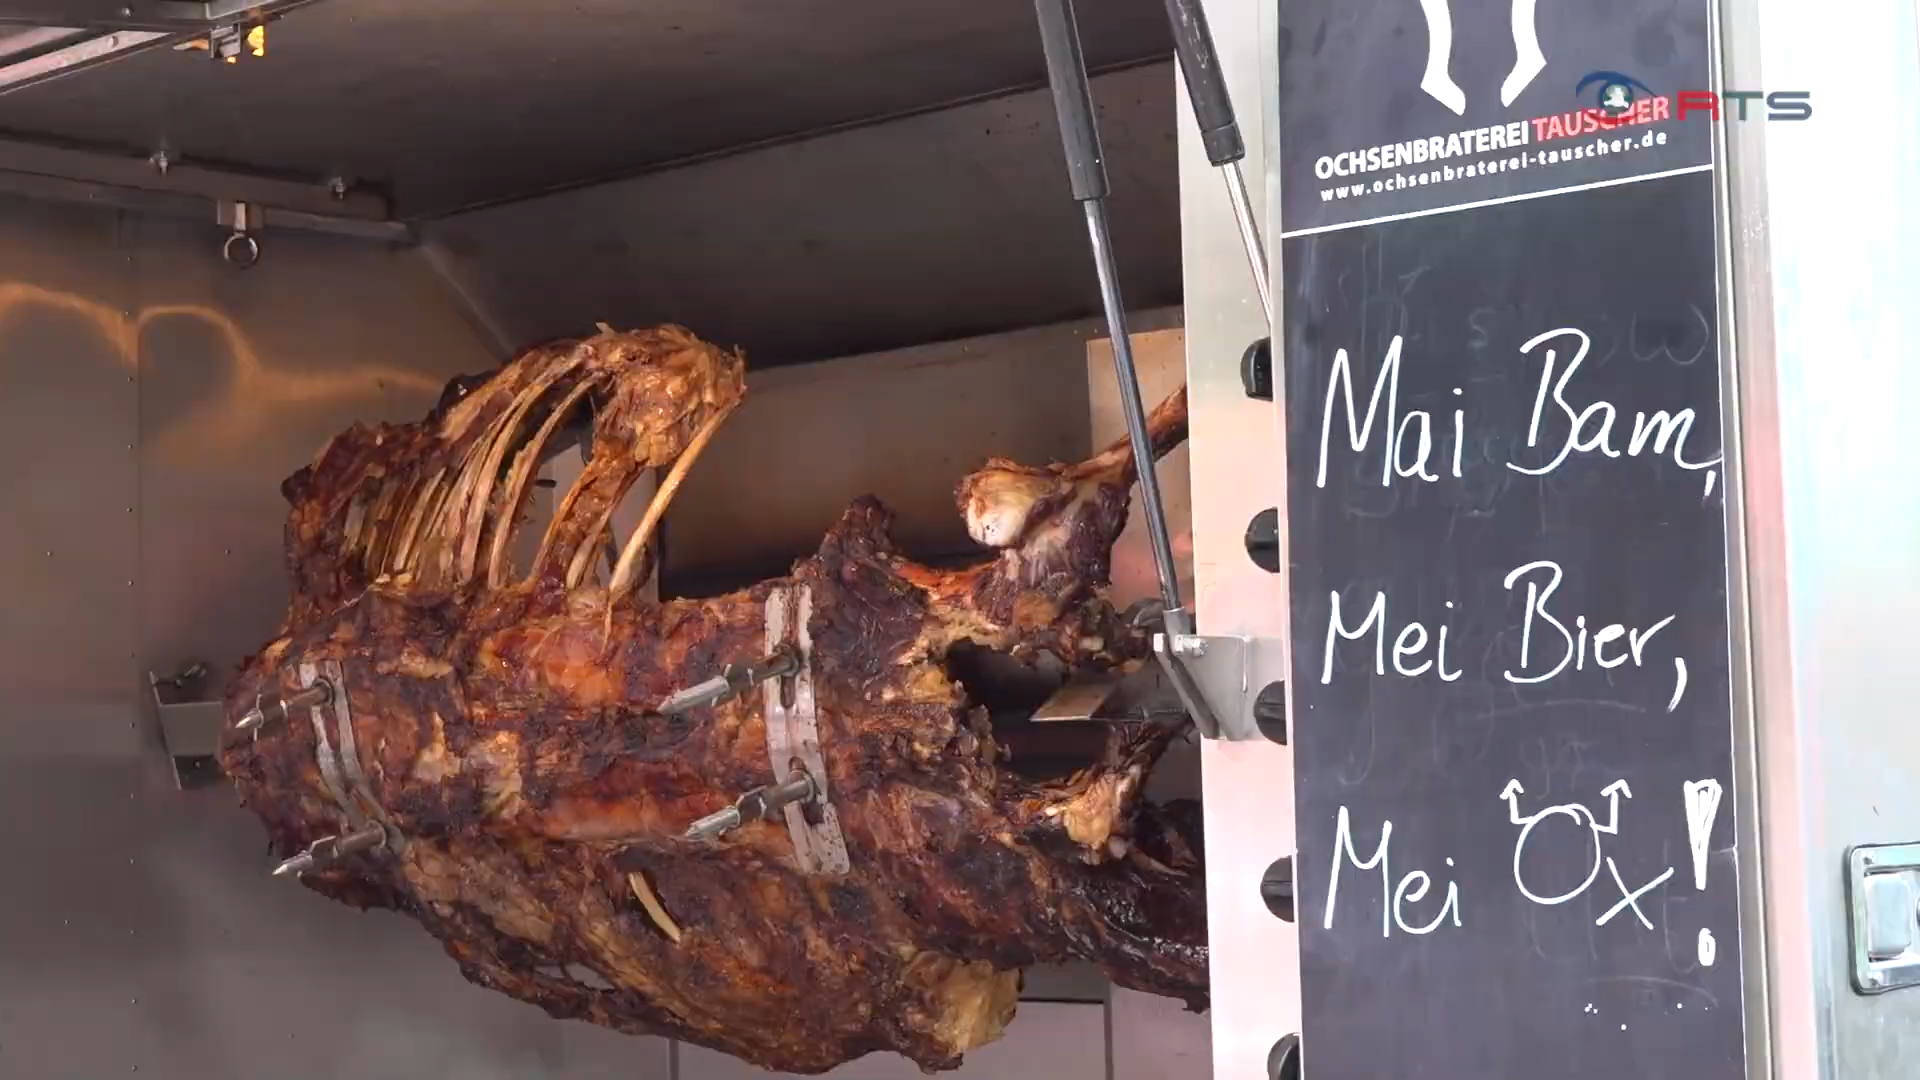 RTS
OCHSENBRATEREI TAUSCHER
www.ochsenbraterei-tauscher.de
Mai Bam,
Mei Bier,
Mei Ox!